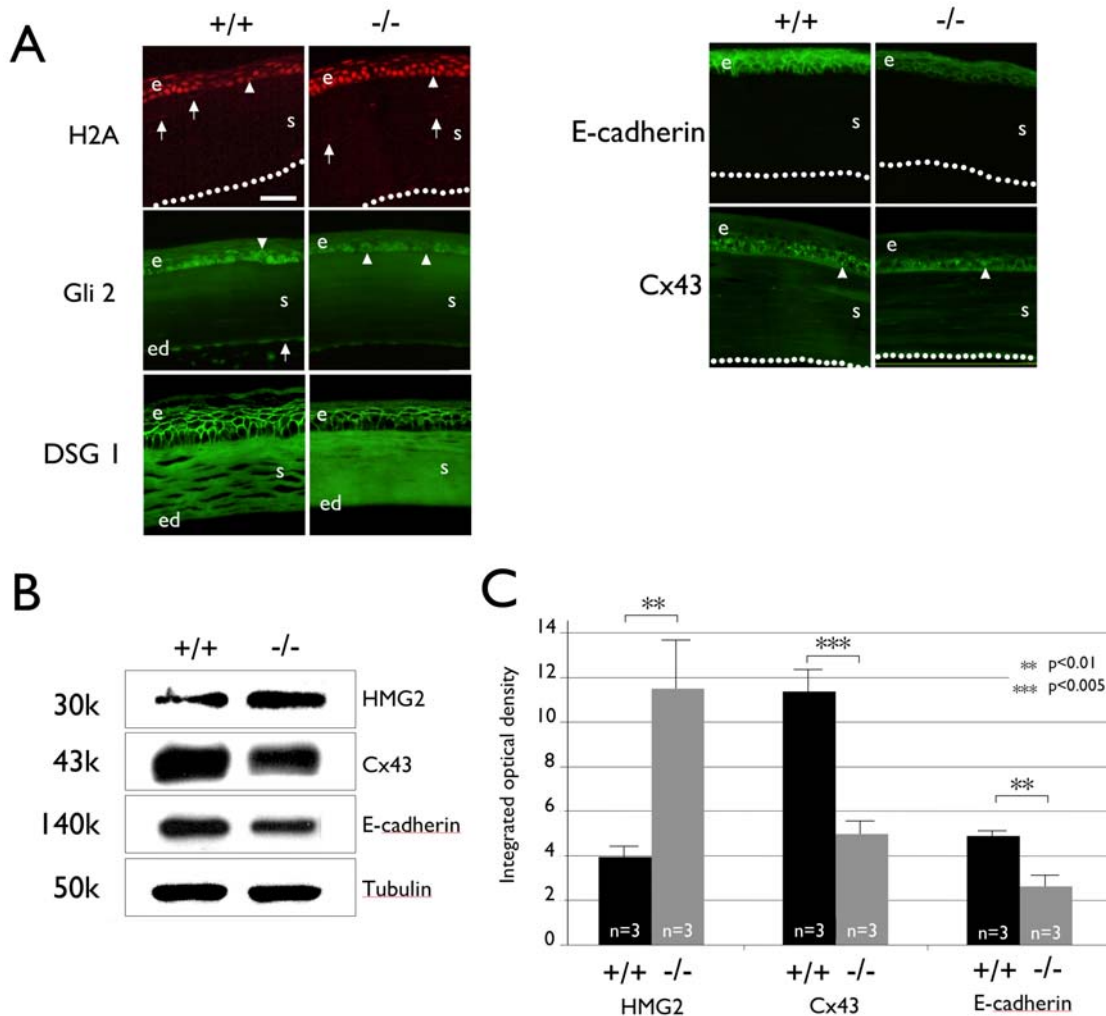 A
+/+ -/-
H2A
e
s
s
Gli 2
e
e
s
s
ed
DSG 1
e
e
s
s
ed
ed
+/+ -/-
E-cadherin
e
e
s
s
Cx43
e
e
s
s
B
+/+ -/-
30k HMG2
43k Cx43
140k E-cadherin
50k Tubulin
C
Integrated optical density
14
12
10
8
6
4
2
0
** *** **
** p<0.01
*** p<0.005
n=3 n=3 n=3 n=3 n=3 n=3
+/+ -/- +/+ -/- +/+ -/-
HMG2 Cx43 E-cadherin